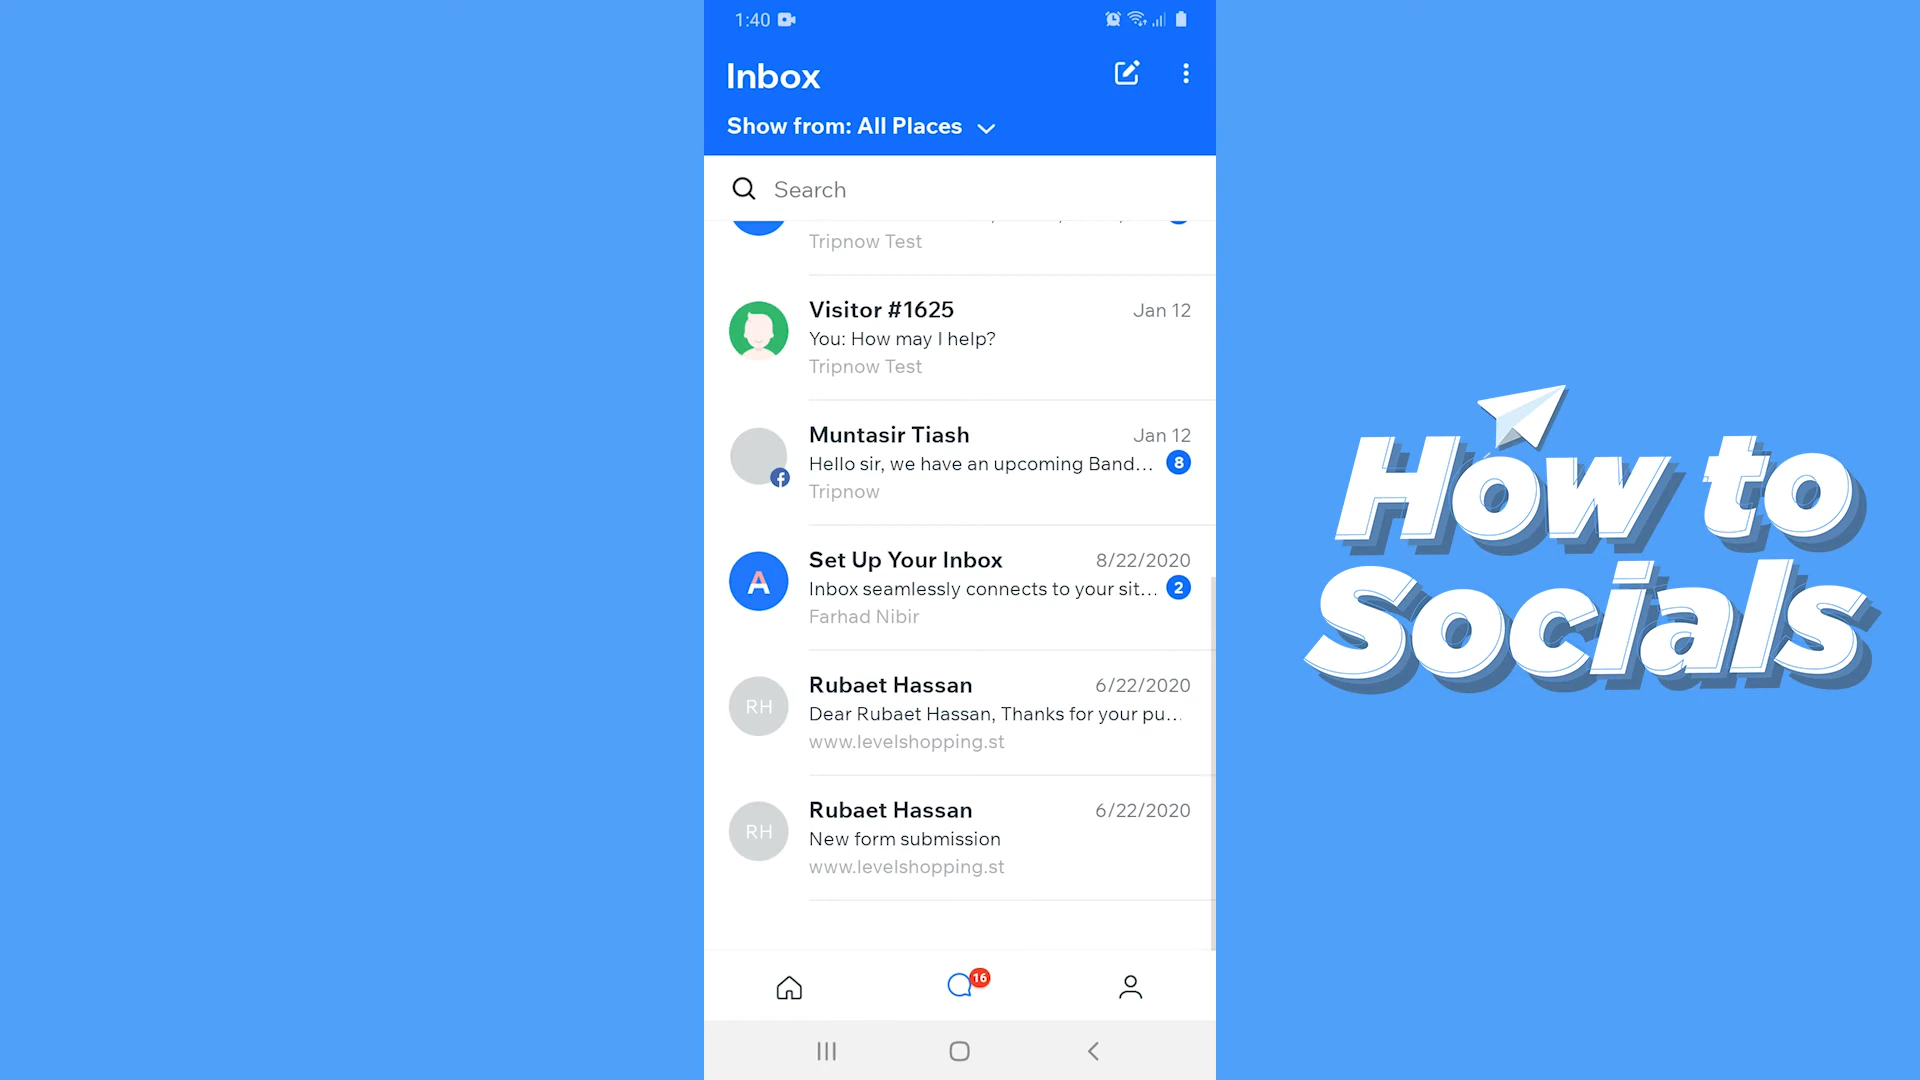 1:40
Inbox
Show from: All Places
Search
Tripnow Test
Visitor #1625
Jan 12
You: How may I help?
Tripnow Test
Muntasir Tiash
Jan 12
Hello sir, we have an upcoming Band...
8
Tripnow
A
Set Up Your Inbox
8/22/2020
Inbox seamlessly connects to your sit...
2
Farhad Nibir
RH
Rubaet Hassan
6/22/2020
Dear Rubaet Hassan, Thanks for your pu...
www.levelshopping.st
RH
Rubaet Hassan
6/22/2020
New form submission
www.levelshopping.st
16
How to
Socials